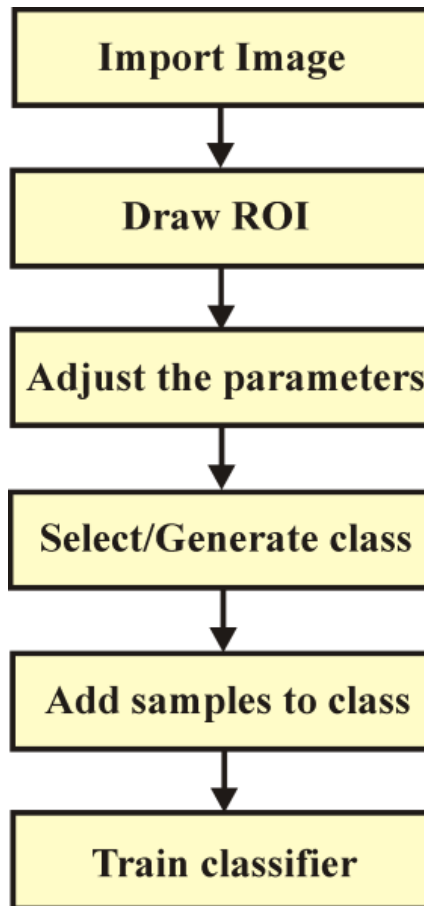 Import Image
Draw ROI
Adjust the parameters
Select/Generate class
Add samples to class
Train classifier